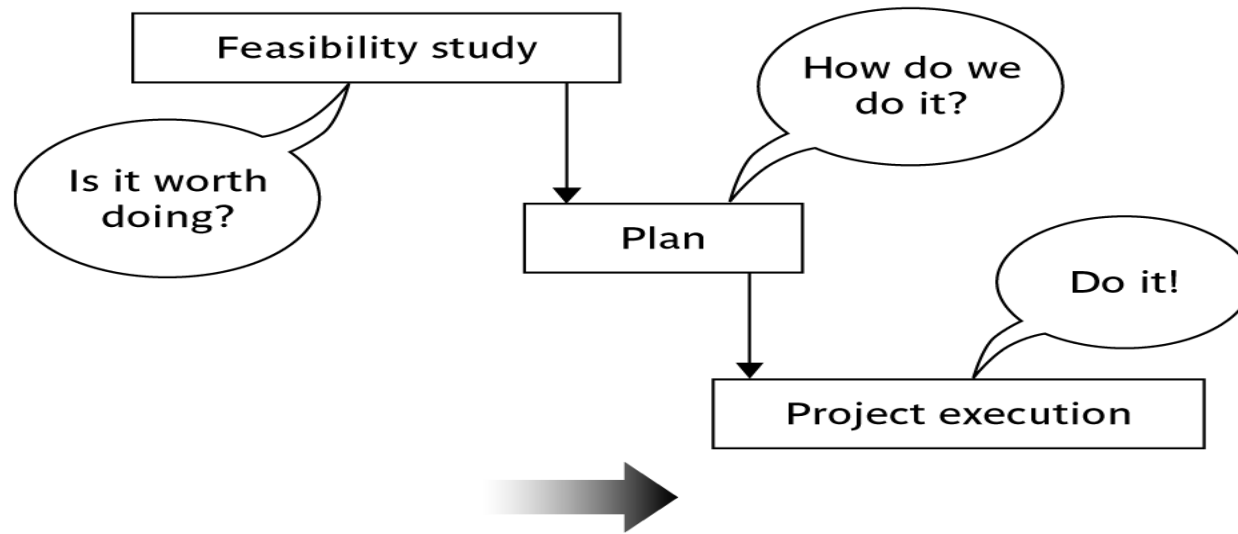 Feasibility study
Is it worth
doing?
How do we
do it?
Plan
Do it!
Project execution